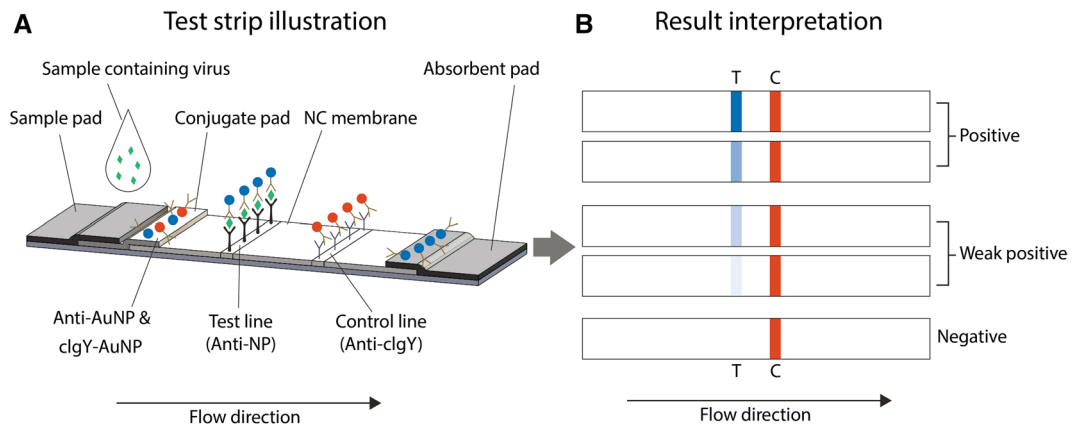 A
Test strip illustration
Sample containing virus
Absorbent pad
Sample pad
Conjugate pad
NC membrane
Anti-AuNP &
cIgY-AuNP
Test line
(Anti-NP)
Control line
(Anti-cIgY)
Flow direction
B
Result interpretation
T C
Positive
Weak positive
Negative
T C
Flow direction